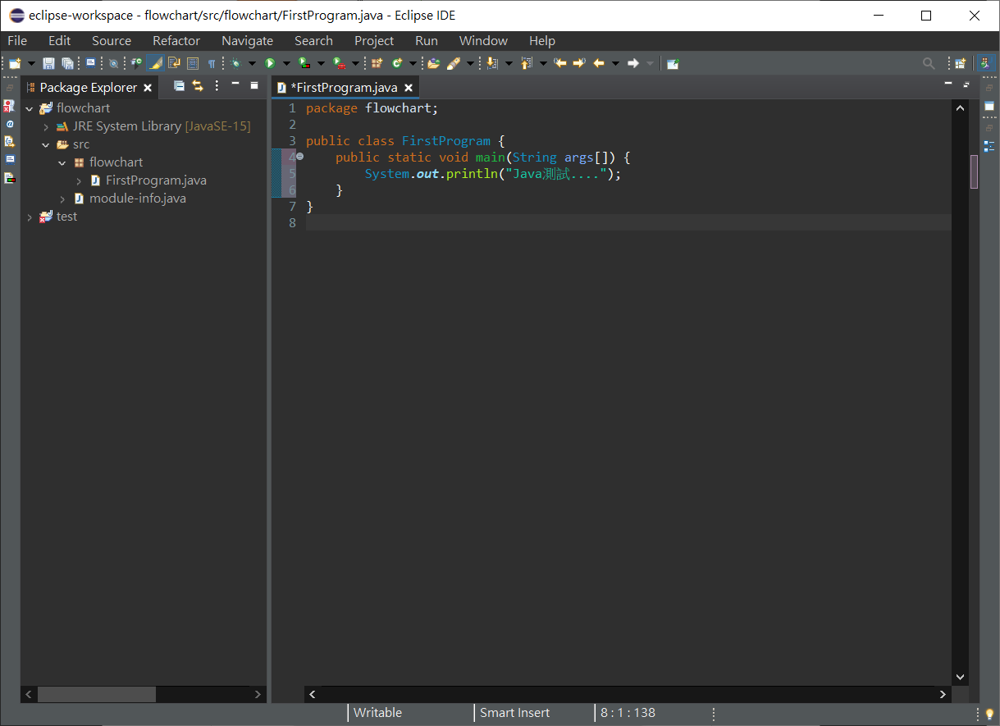 eclipse-workspace - flowchart/src/flowchart/FirstProgram.java - Eclipse IDE
File Edit Source Refactor Navigate Search Project Run Window Help
Package Explorer
*FirstProgram.java
flowchart
JRE System Library [JavaSE-15]
src
flowchart
FirstProgram.java
module-info.java
test
1 package flowchart;
2
3 public class FirstProgram {
4 public static void main(String args[]) {
5 System.out.println("Java測試....");
6 }
7 }
8
Writable Smart Insert 8 : 1 : 138